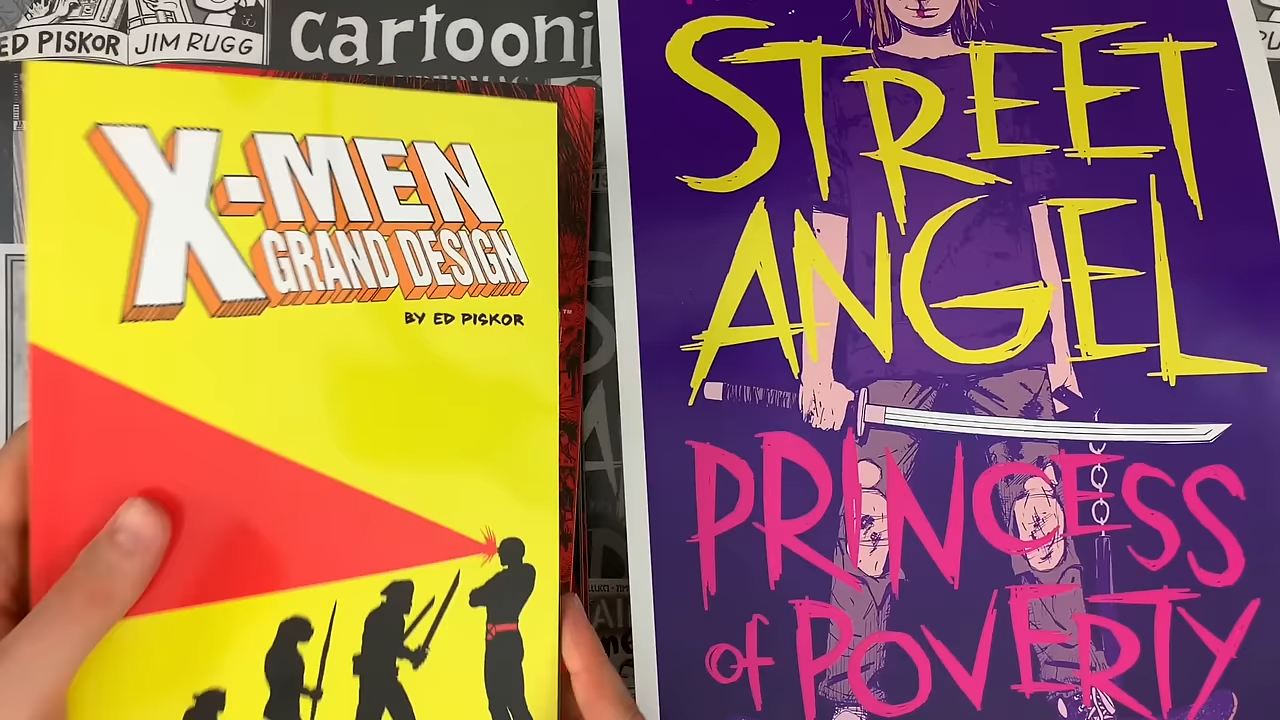 ED PISKOR
JIM RUGG
cartooni
X-MEN
GRAND DESIGN
BY ED PISKOR
STREET
ANGEL
PRINCESS
of POVERTY